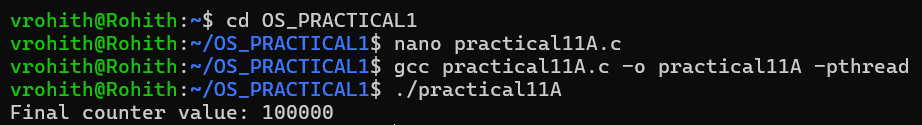 vrohith@Rohith:~$ cd OS_PRACTICAL1
vrohith@Rohith:~/OS_PRACTICAL1$ nano practical11A.c
vrohith@Rohith:~/OS_PRACTICAL1$ gcc practical11A.c -o practical11A -pthread
vrohith@Rohith:~/OS_PRACTICAL1$ ./practical11A
Final counter value: 100000